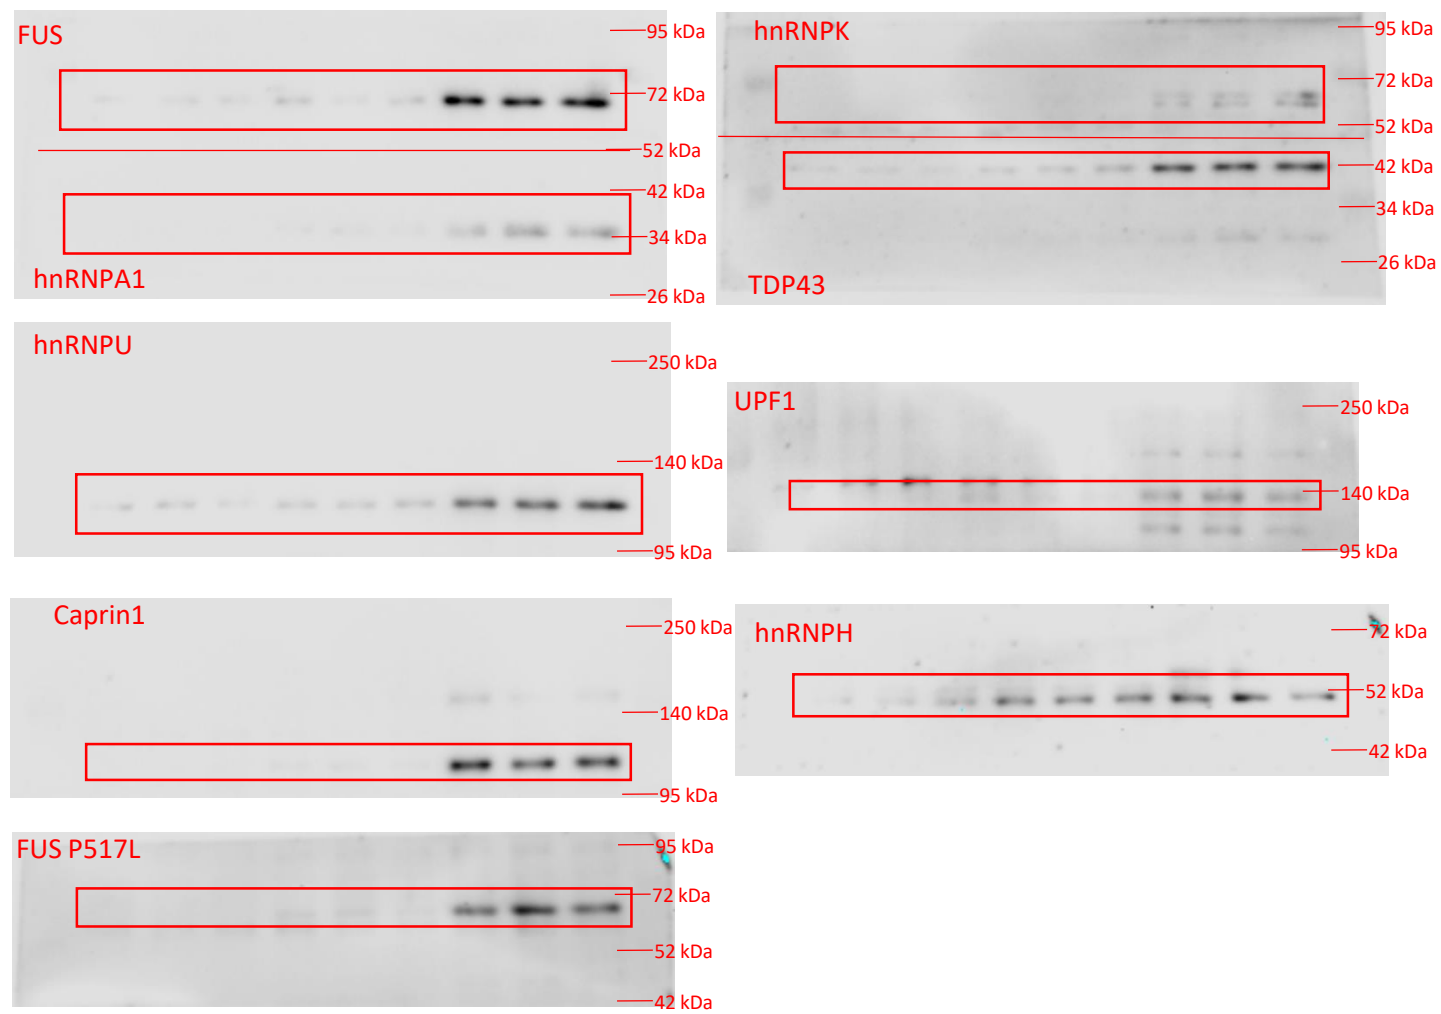 FUS
95 kDa
72 kDa
52 kDa
42 kDa
34 kDa
hnRNPA1
26 kDa
hnRNPK
95 kDa
72 kDa
52 kDa
42 kDa
34 kDa
26 kDa
TDP43
hnRNPU
250 kDa
140 kDa
95 kDa
UPF1
250 kDa
140 kDa
95 kDa
Caprin1
250 kDa
140 kDa
95 kDa
hnRNPH
72 kDa
52 kDa
42 kDa
FUS P517L
95 kDa
72 kDa
52 kDa
42 kDa